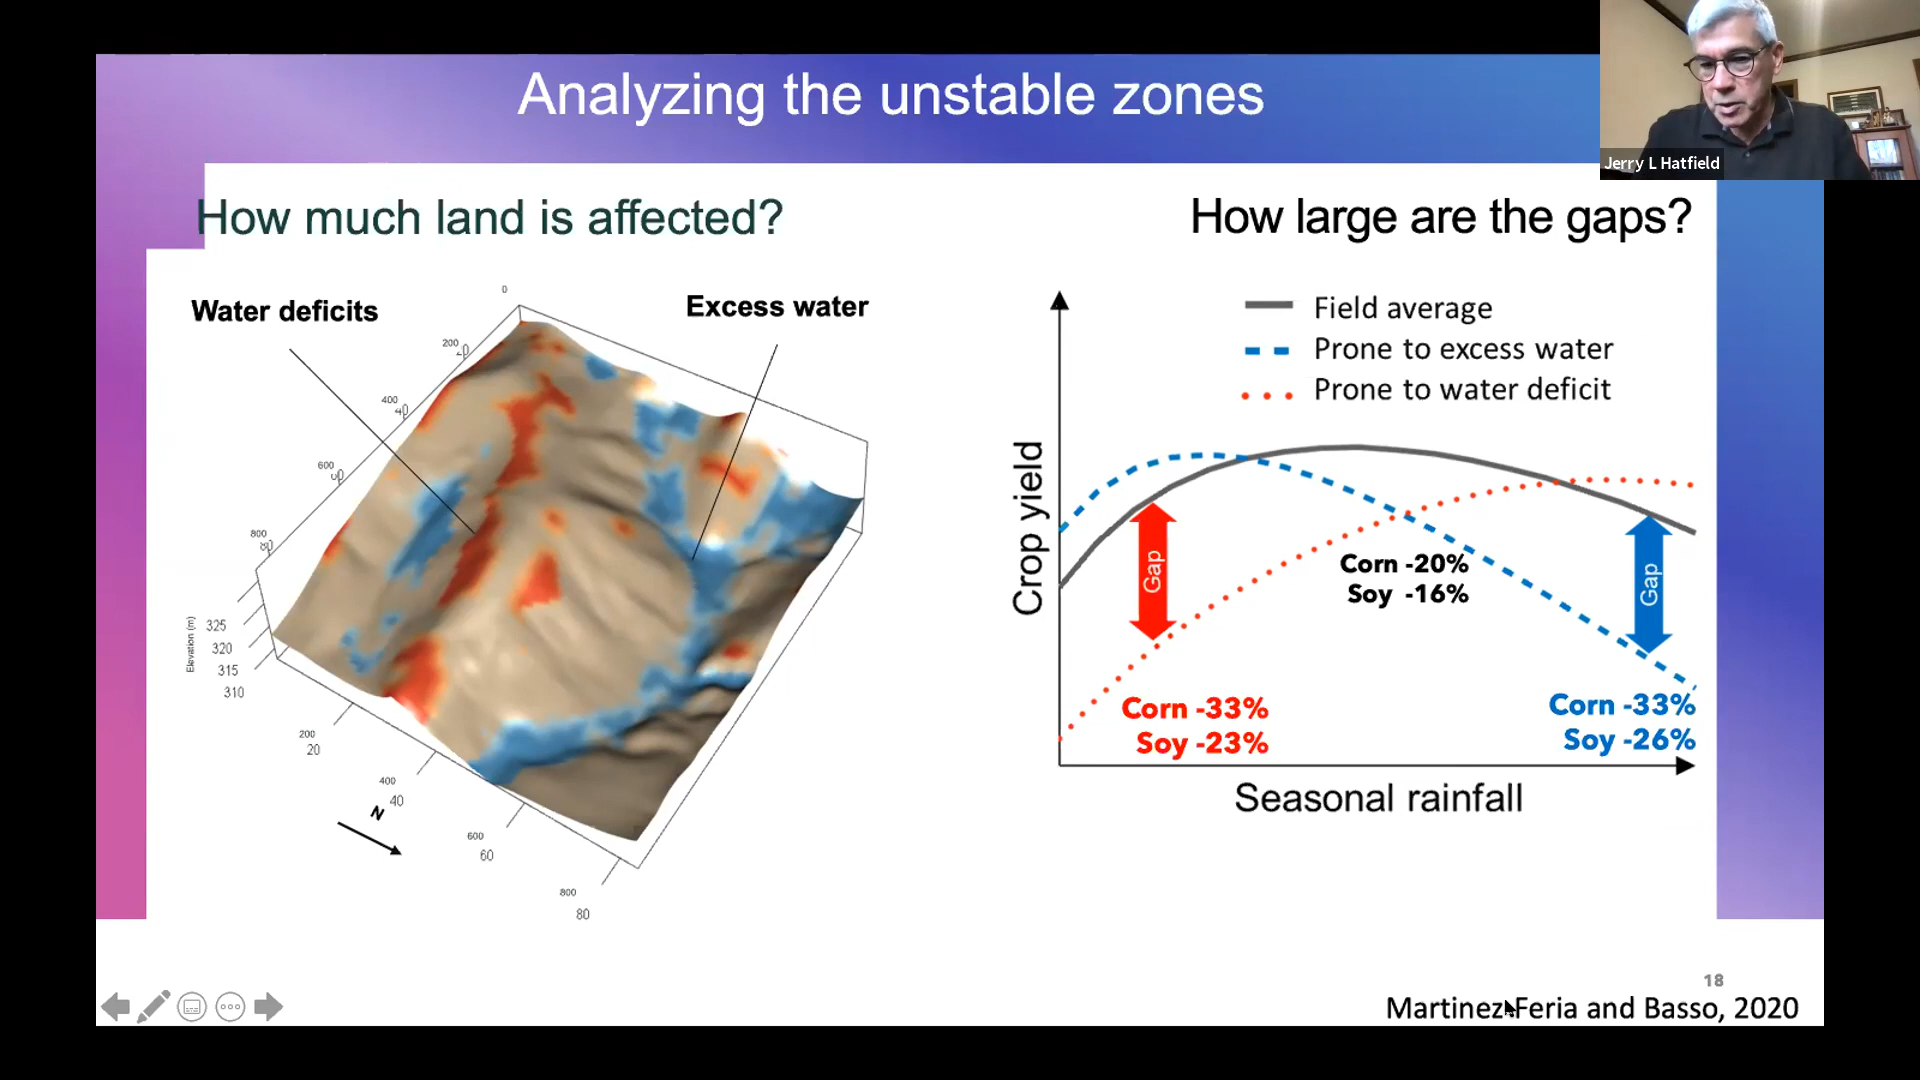 Analyzing the unstable zones
Jerry L Hatfield
How much land is affected?
How large are the gaps?
Water deficits
Excess water
0
200
400
40
600
800
80
Elevation (m)
325
320
315
310
200
20
400
40
600
60
800
80
N
Field average
Prone to excess water
Prone to water deficit
Crop yield
Gap
Gap
Corn -20%
Soy -16%
Corn -33%
Soy -23%
Corn -33%
Soy -26%
Seasonal rainfall
18
Martinez-Feria and Basso, 2020